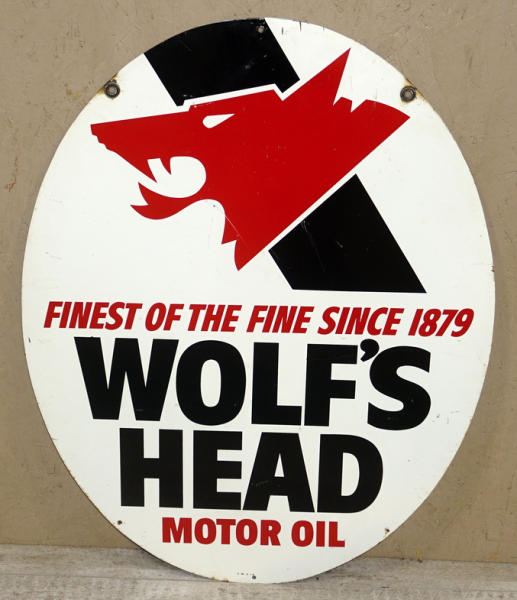 FINEST OF THE FINE SINCE 1879
WOLF'S
HEAD
MOTOR OIL